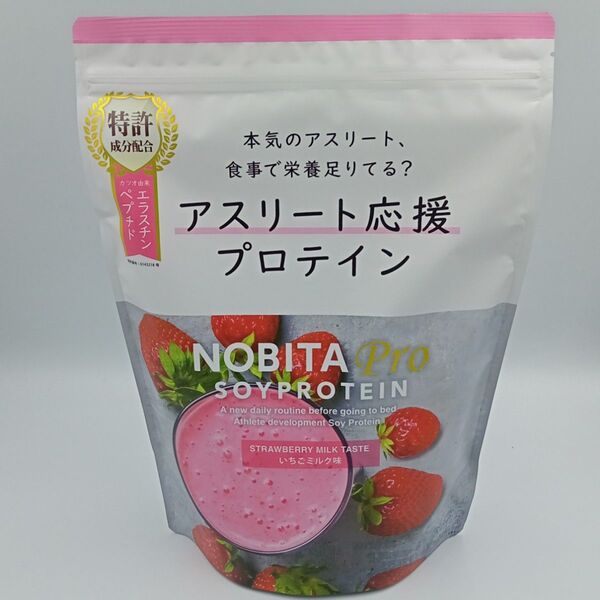 特許
成分配合
カツオ由来
エラスチン
ペプチド
本気のアスリート、
食事で栄養足りてる?
アスリート応援
プロテイン
NOBITA Pro
SOYPROTEIN
A new daily routine before going to bed
Athlete development Soy Protein
STRAWBERRY MILK TASTE
いちごミルク味